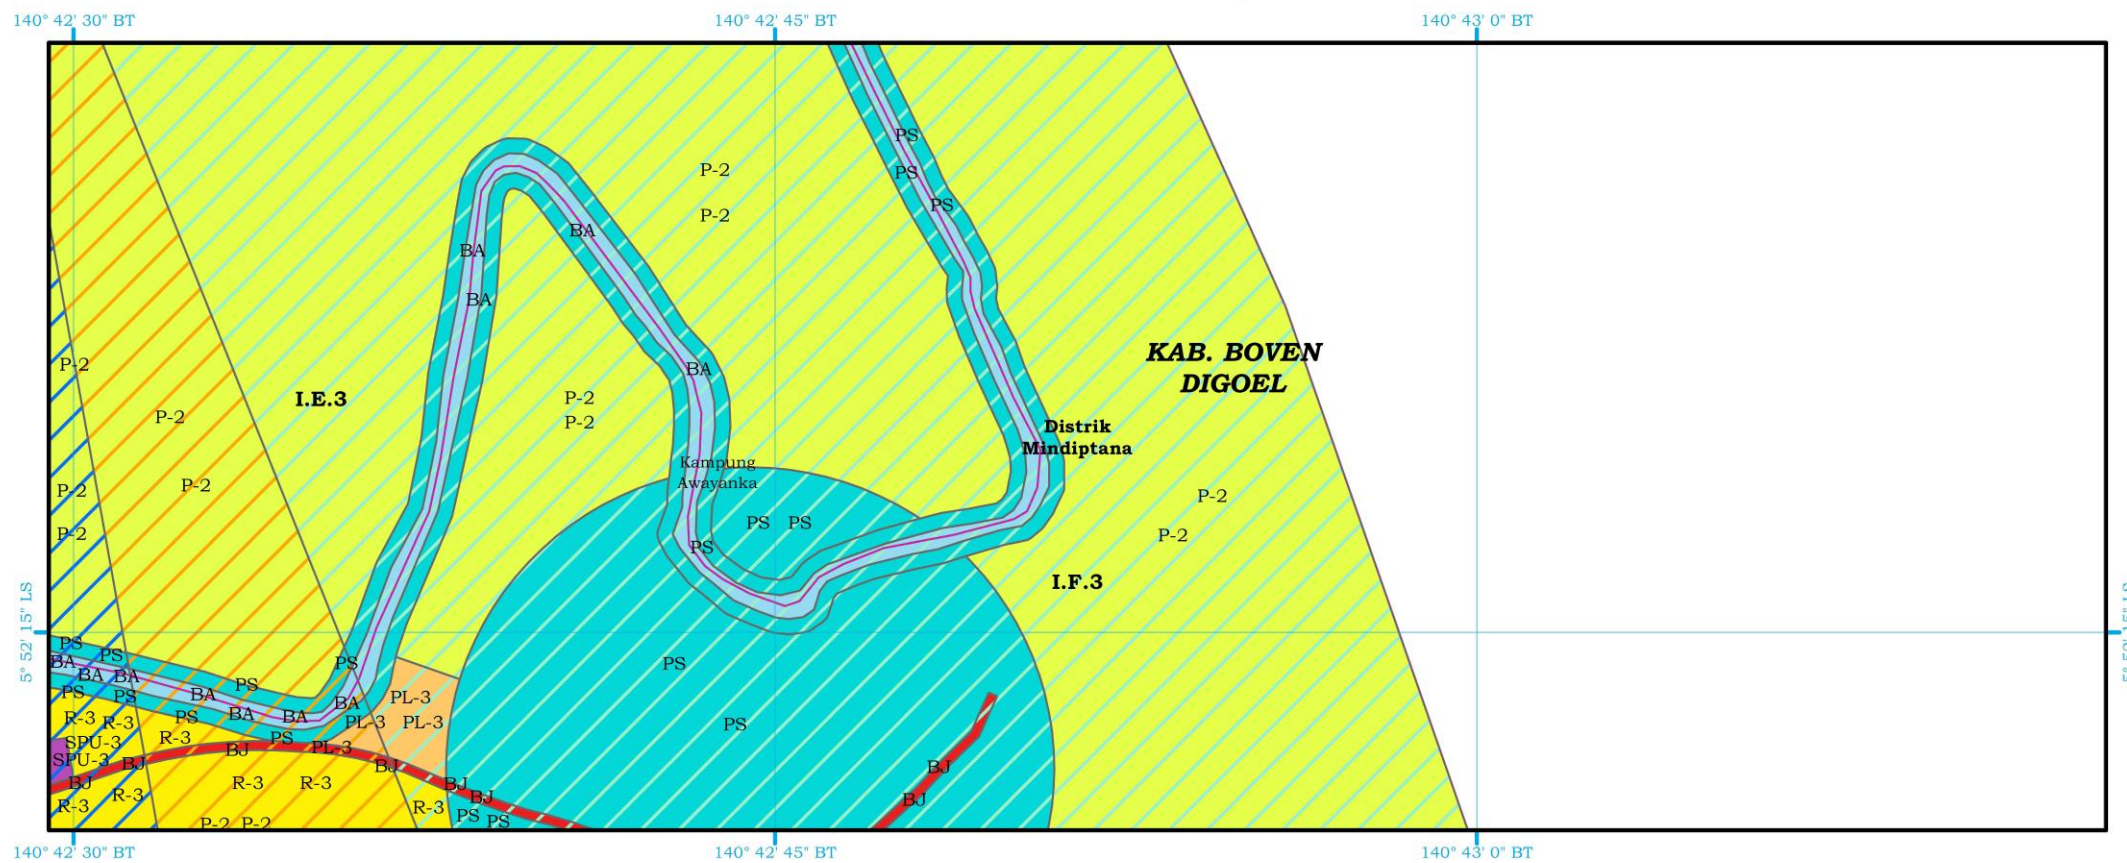 140° 42' 30" BT
140° 42' 45" BT
140° 43' 0" BT
PS
P-2
PS
PS
P-2
BA
BA
BA
KAB. BOVEN
DIGOEL
P-2
BA
P-2
I.E.3
P-2
P-2
Distrik
Mindiptana
Kampung
Awayanka
P-2
P-2
P-2
PS
PS
P-2
P-2
PS
I.F.3
5° 52' 15" LS
PS
PS
BA
PS
PS
BA
BA
PS
PS
PS
BA
PL-3
BA
R-3
R-3
PS
BA
BA
PL-3
PL-3
PS
SPU-3
R-3
PS
PL-3
BJ
SPU-3
BJ
BJ
BJ
BJ
R-3
R-3
BJ
R-3
R-3
BJ
BJ
R-3
PS
PS
P-2
P-2
140° 42' 30" BT
140° 42' 45" BT
140° 43' 0" BT